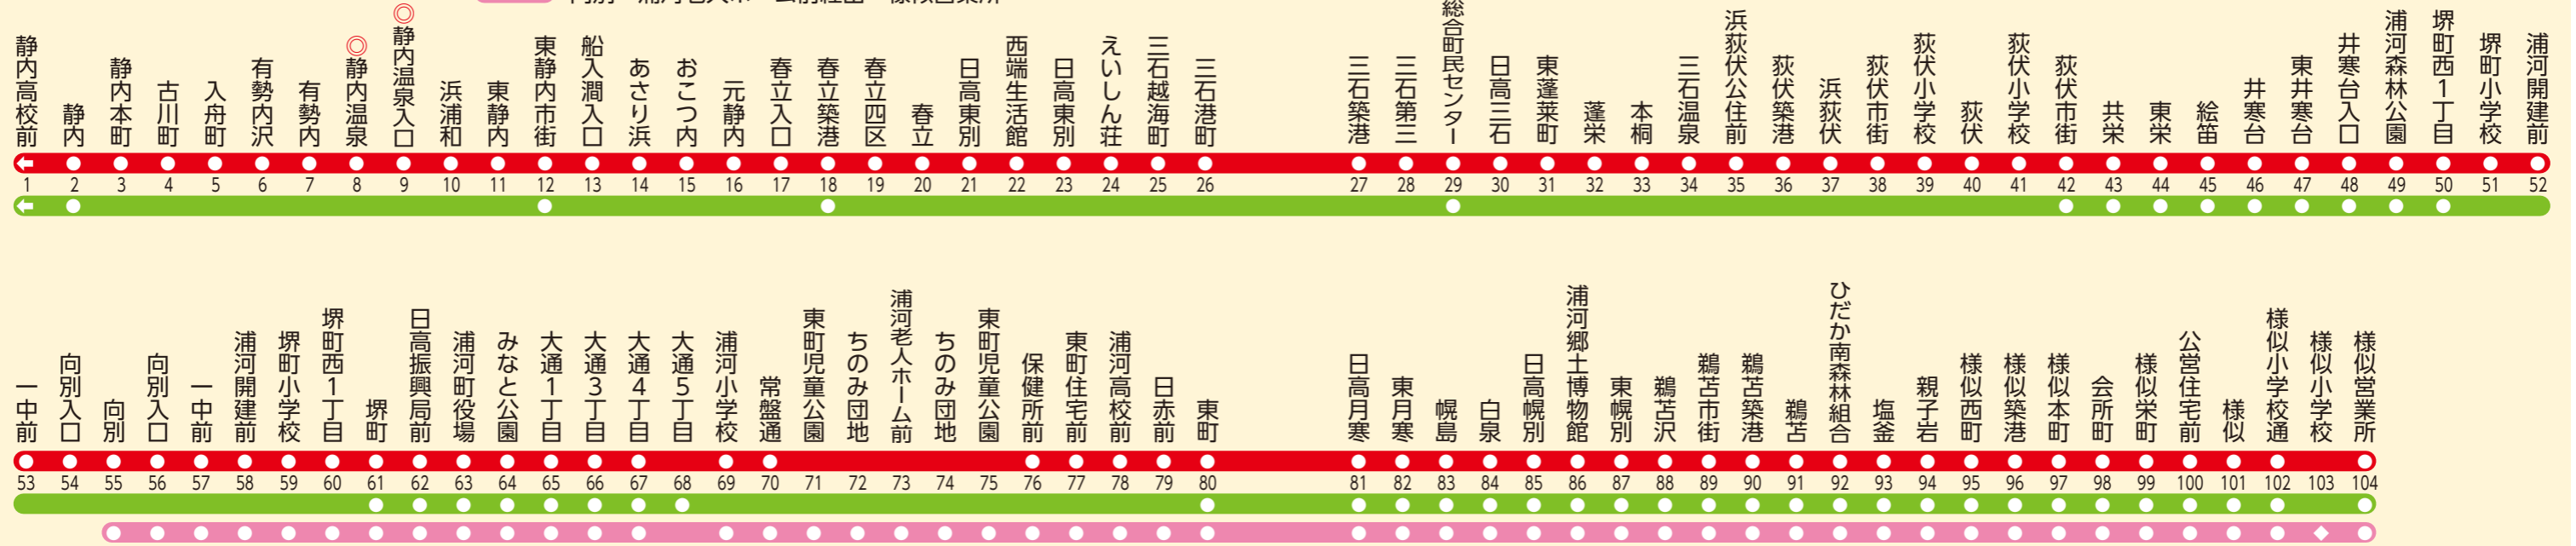 静内高校前
静内
静内本町
古川町
入舟町
有勢内沢
有勢内
◎静内温泉
◎静内温泉入口
浜浦和
東静内
東静内市街
船入澗入口
あさり浜
おこつ内
元静内
春立入口
春立築港
春立四区
春立
日高東別
西端生活館
日高東別
えいしん荘
三石越海町
三石港町
三石築港
三石第三
総合町民センター
日高三石
東蓬莱町
蓬栄
本桐
三石温泉
浜荻伏公住前
荻伏築港
浜荻伏
荻伏市街
荻伏小学校
荻伏
荻伏小学校
荻伏市街
共栄
東栄
絵笛
井寒台
東井寒台
井寒台入口
浦河森林公園
堺町西1丁目
堺町小学校
浦河開建前
1 2 3 4 5 6 7 8 9 10 11 12 13 14 15 16 17 18 19 20 21 22 23 24 25 26 27 28 29 30 31 32 33 34 35 36 37 38 39 40 41 42 43 44 45 46 47 48 49 50 51 52
一中前
向別入口
向別
向別入口
一中前
浦河開建前
堺町小学校
堺町西1丁目
堺町
日高振興局前
浦河町役場
みなと公園
大通1丁目
大通3丁目
大通4丁目
大通5丁目
浦河小学校
常盤通
東町児童公園
ちのみ団地
浦河老人ホーム前
ちのみ団地
東町児童公園
保健所前
東町住宅前
浦河高校前
日赤前
東町
日高月寒
東月寒
幌島
白泉
日高幌別
浦河郷土博物館
東幌別
鵜苫沢
鵜苫市街
鵜苫築港
鵜苫
ひだか南森林組合
塩釜
親子岩
様似西町
様似築港
様似本町
会所町
様似栄町
公営住宅前
様似
様似小学校通
様似小学校
様似営業所
53 54 55 56 57 58 59 60 61 62 63 64 65 66 67 68 69 70 71 72 73 74 75 76 77 78 79 80 81 82 83 84 85 86 87 88 89 90 91 92 93 94 95 96 97 98 99 100 101 102 103 104